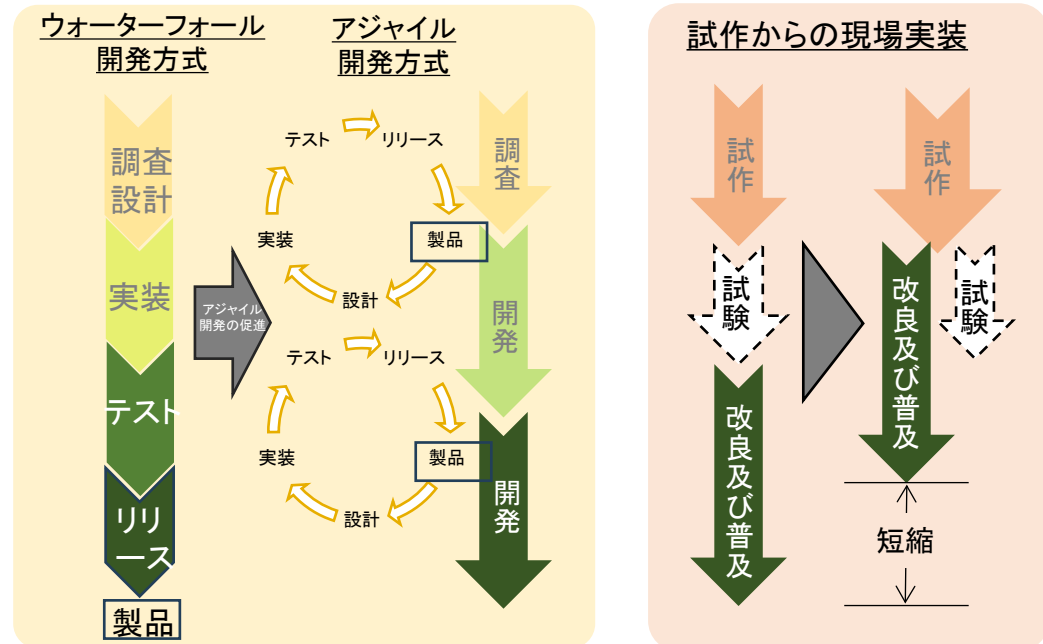 ウォーターフォール
開発方式
調査
設計
実装
テスト
リリ
ース
製品
アジャイル
開発の促進
アジャイル
開発方式
テスト
リリース
実装
製品
設計
テスト
リリース
実装
製品
設計
調査
開発
開発
試作からの現場実装
試作
試験
改良及び普及
試作
改良及び普及
試験
短縮